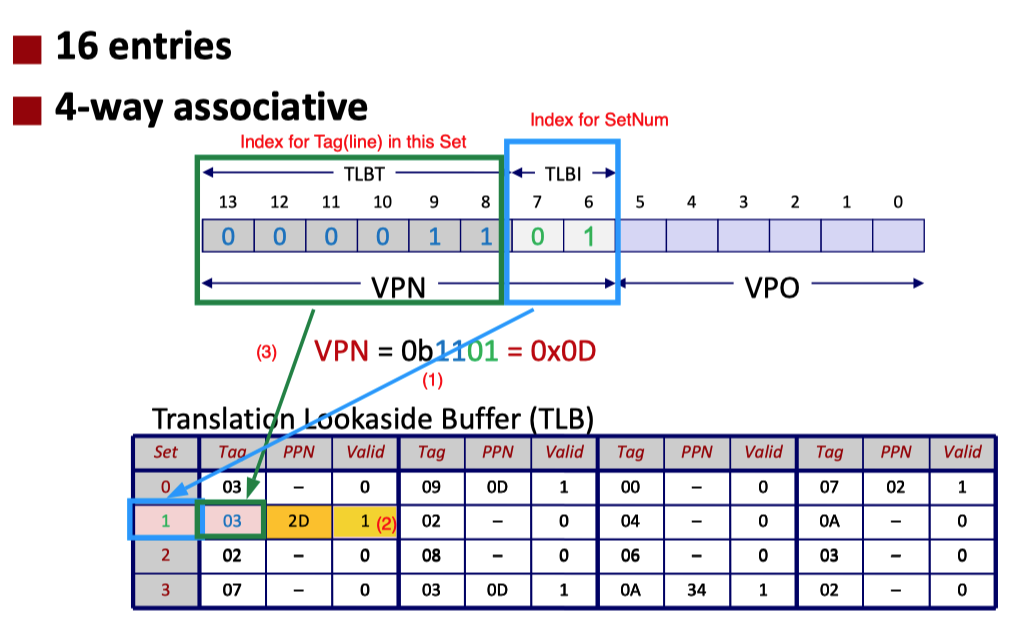 16 entries
4-way associative
Index for SetNum
Index for Tag(line) in this Set
TLBT TLBI
13 12 11 10 9 8 7 6 5 4 3 2 1 0
0 0 0 0 1 1 0 1
VPN VPO
(3) VPN = 0b1101 = 0x0D
(1)
Translation Lookaside Buffer (TLB)
Set Tag PPN Valid Tag PPN Valid Tag PPN Valid Tag PPN Valid
0 03 – 0 09 0D 1 00 – 0 07 02 1
1 03 2D 1 (2) 02 – 0 04 – 0 0A – 0
2 02 – 0 08 – 0 06 – 0 03 – 0
3 07 – 0 03 0D 1 0A 34 1 02 – 0